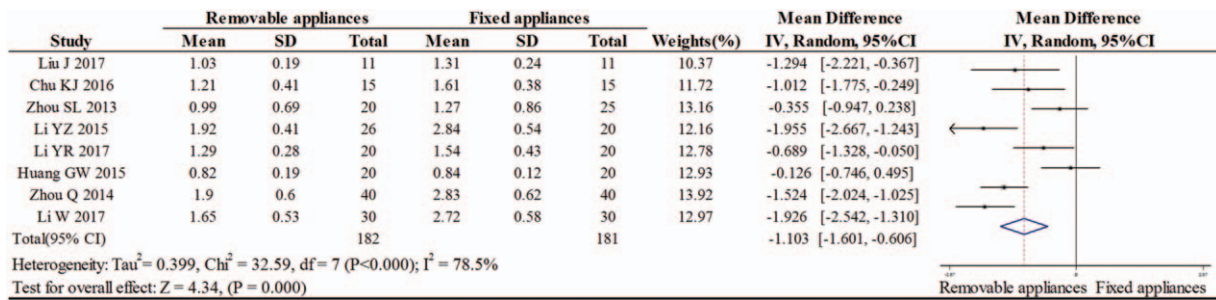 Removable appliances Fixed appliances Mean Difference Mean Difference
Study Mean SD Total Mean SD Total Weights(%) IV, Random, 95%CI IV, Random, 95%CI
Liu J 2017 1.03 0.19 11 1.31 0.24 11 10.37 -1.294 [-2.221, -0.367]
Chu KJ 2016 1.21 0.41 15 1.61 0.38 15 11.72 -1.012 [-1.775, -0.249]
Zhou SL 2013 0.99 0.69 20 1.27 0.86 25 13.16 -0.355 [-0.947, 0.238]
Li YZ 2015 1.92 0.41 26 2.84 0.54 20 12.16 -1.955 [-2.667, -1.243]
Li YR 2017 1.29 0.28 20 1.54 0.43 20 12.78 -0.689 [-1.328, -0.050]
Huang GW 2015 0.82 0.19 20 0.84 0.12 20 12.93 -0.126 [-0.746, 0.495]
Zhou Q 2014 1.9 0.6 40 2.83 0.62 40 13.92 -1.524 [-2.024, -1.025]
Li W 2017 1.65 0.53 30 2.72 0.58 30 12.97 -1.926 [-2.542, -1.310]
Total(95% CI) 182 181 -1.103 [-1.601, -0.606]
Heterogeneity: Tau²= 0.399, Chi² = 32.59, df = 7 (P<0.000); I² = 78.5%
0
Test for overall effect: Z = 4.34, (P = 0.000) Removable appliances Fixed appliances